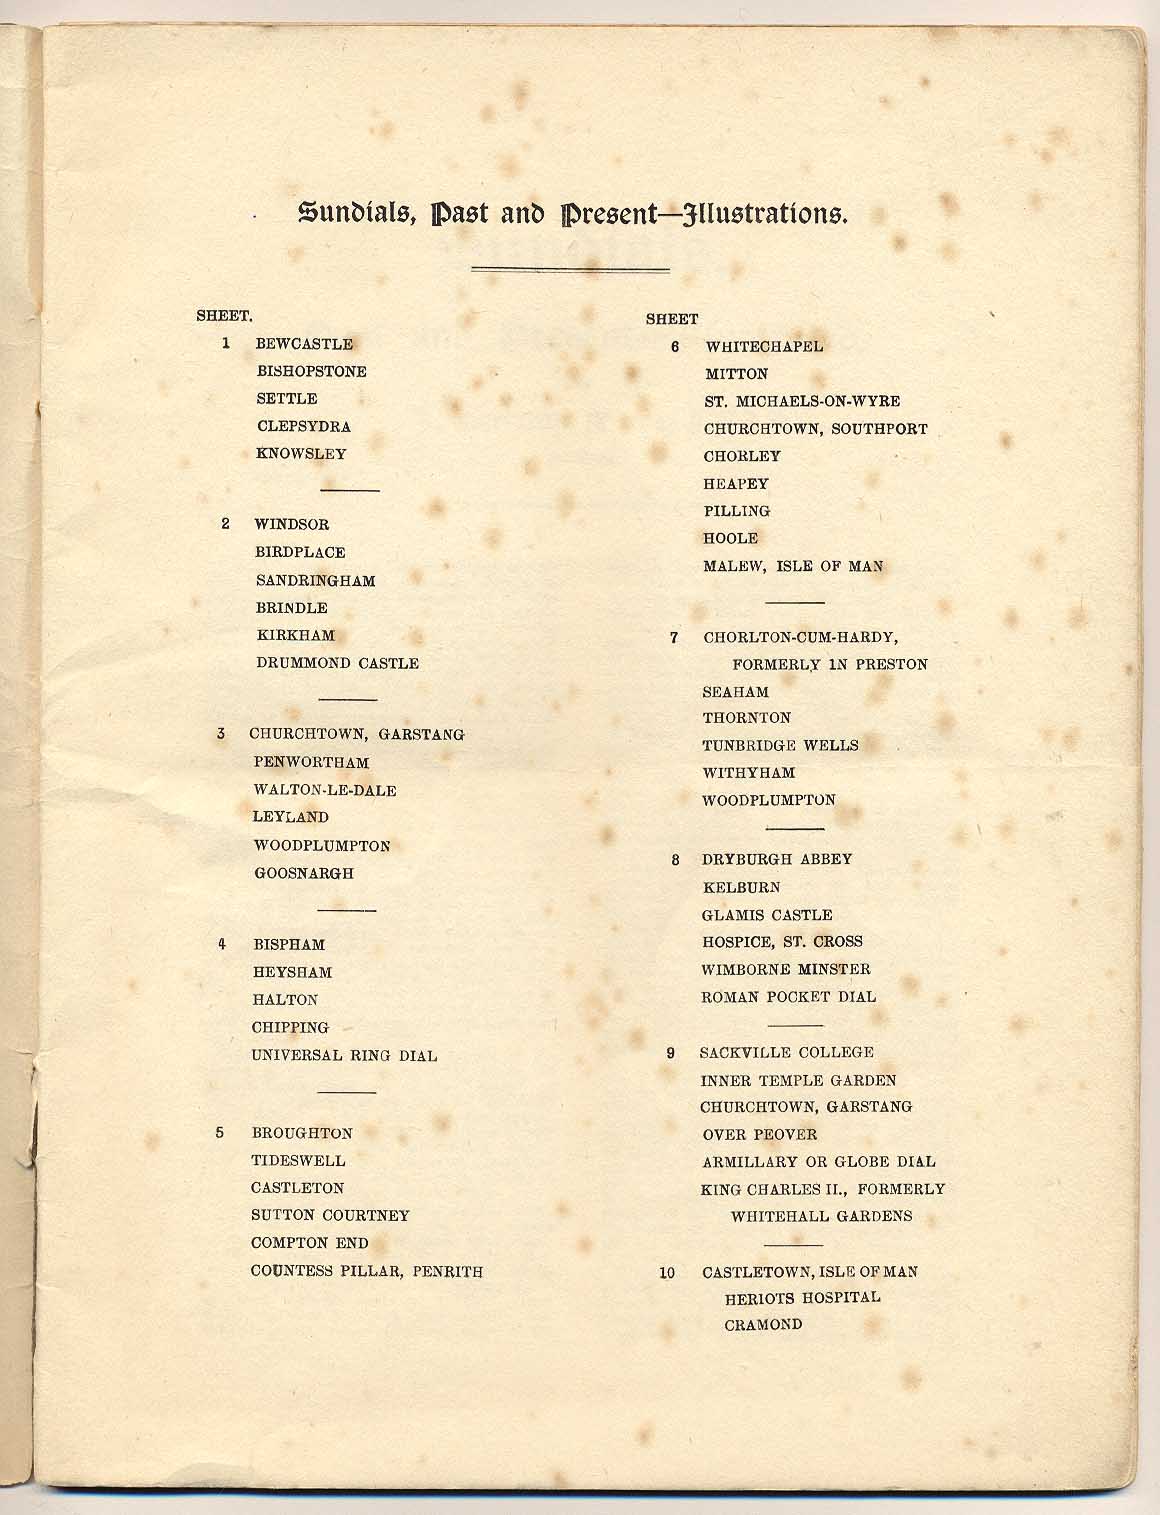 Sundials, Past and Present—Illustrations.
SHEET.
1 BEWCASTLE
BISHOPSTONE
SETTLE
CLEPSYDRA
KNOWSLEY
2 WINDSOR
BIRDPLACE
SANDRINGHAM
BRINDLE
KIRKHAM
DRUMMOND CASTLE
3 CHURCHTOWN, GARSTANG
PENWORTHAM
WALTON-LE-DALE
LEYLAND
WOODPLUMPTON
GOOSNARGH
4 BISPHAM
HEYSHAM
HALTON
CHIPPING
UNIVERSAL RING DIAL
5 BROUGHTON
TIDESWELL
CASTLETON
SUTTON COURTNEY
COMPTON END
COUNTESS PILLAR, PENRITH
SHEET
6 WHITECHAPEL
MITTON
ST. MICHAELS-ON-WYRE
CHURCHTOWN, SOUTHPORT
CHORLEY
HEAPEY
PILLING
HOOLE
MALEW, ISLE OF MAN
7 CHORLTON-CUM-HARDY,
FORMERLY IN PRESTON
SEAHAM
THORNTON
TUNBRIDGE WELLS
WITHYHAM
WOODPLUMPTON
8 DRYBURGH ABBEY
KELBURN
GLAMIS CASTLE
HOSPICE, ST. CROSS
WIMBORNE MINSTER
ROMAN POCKET DIAL
9 SACKVILLE COLLEGE
INNER TEMPLE GARDEN
CHURCHTOWN, GARSTANG
OVER PEOVER
ARMILLARY OR GLOBE DIAL
KING CHARLES II., FORMERLY
WHITEHALL GARDENS
10 CASTLETOWN, ISLE OF MAN
HERIOTS HOSPITAL
CRAMOND